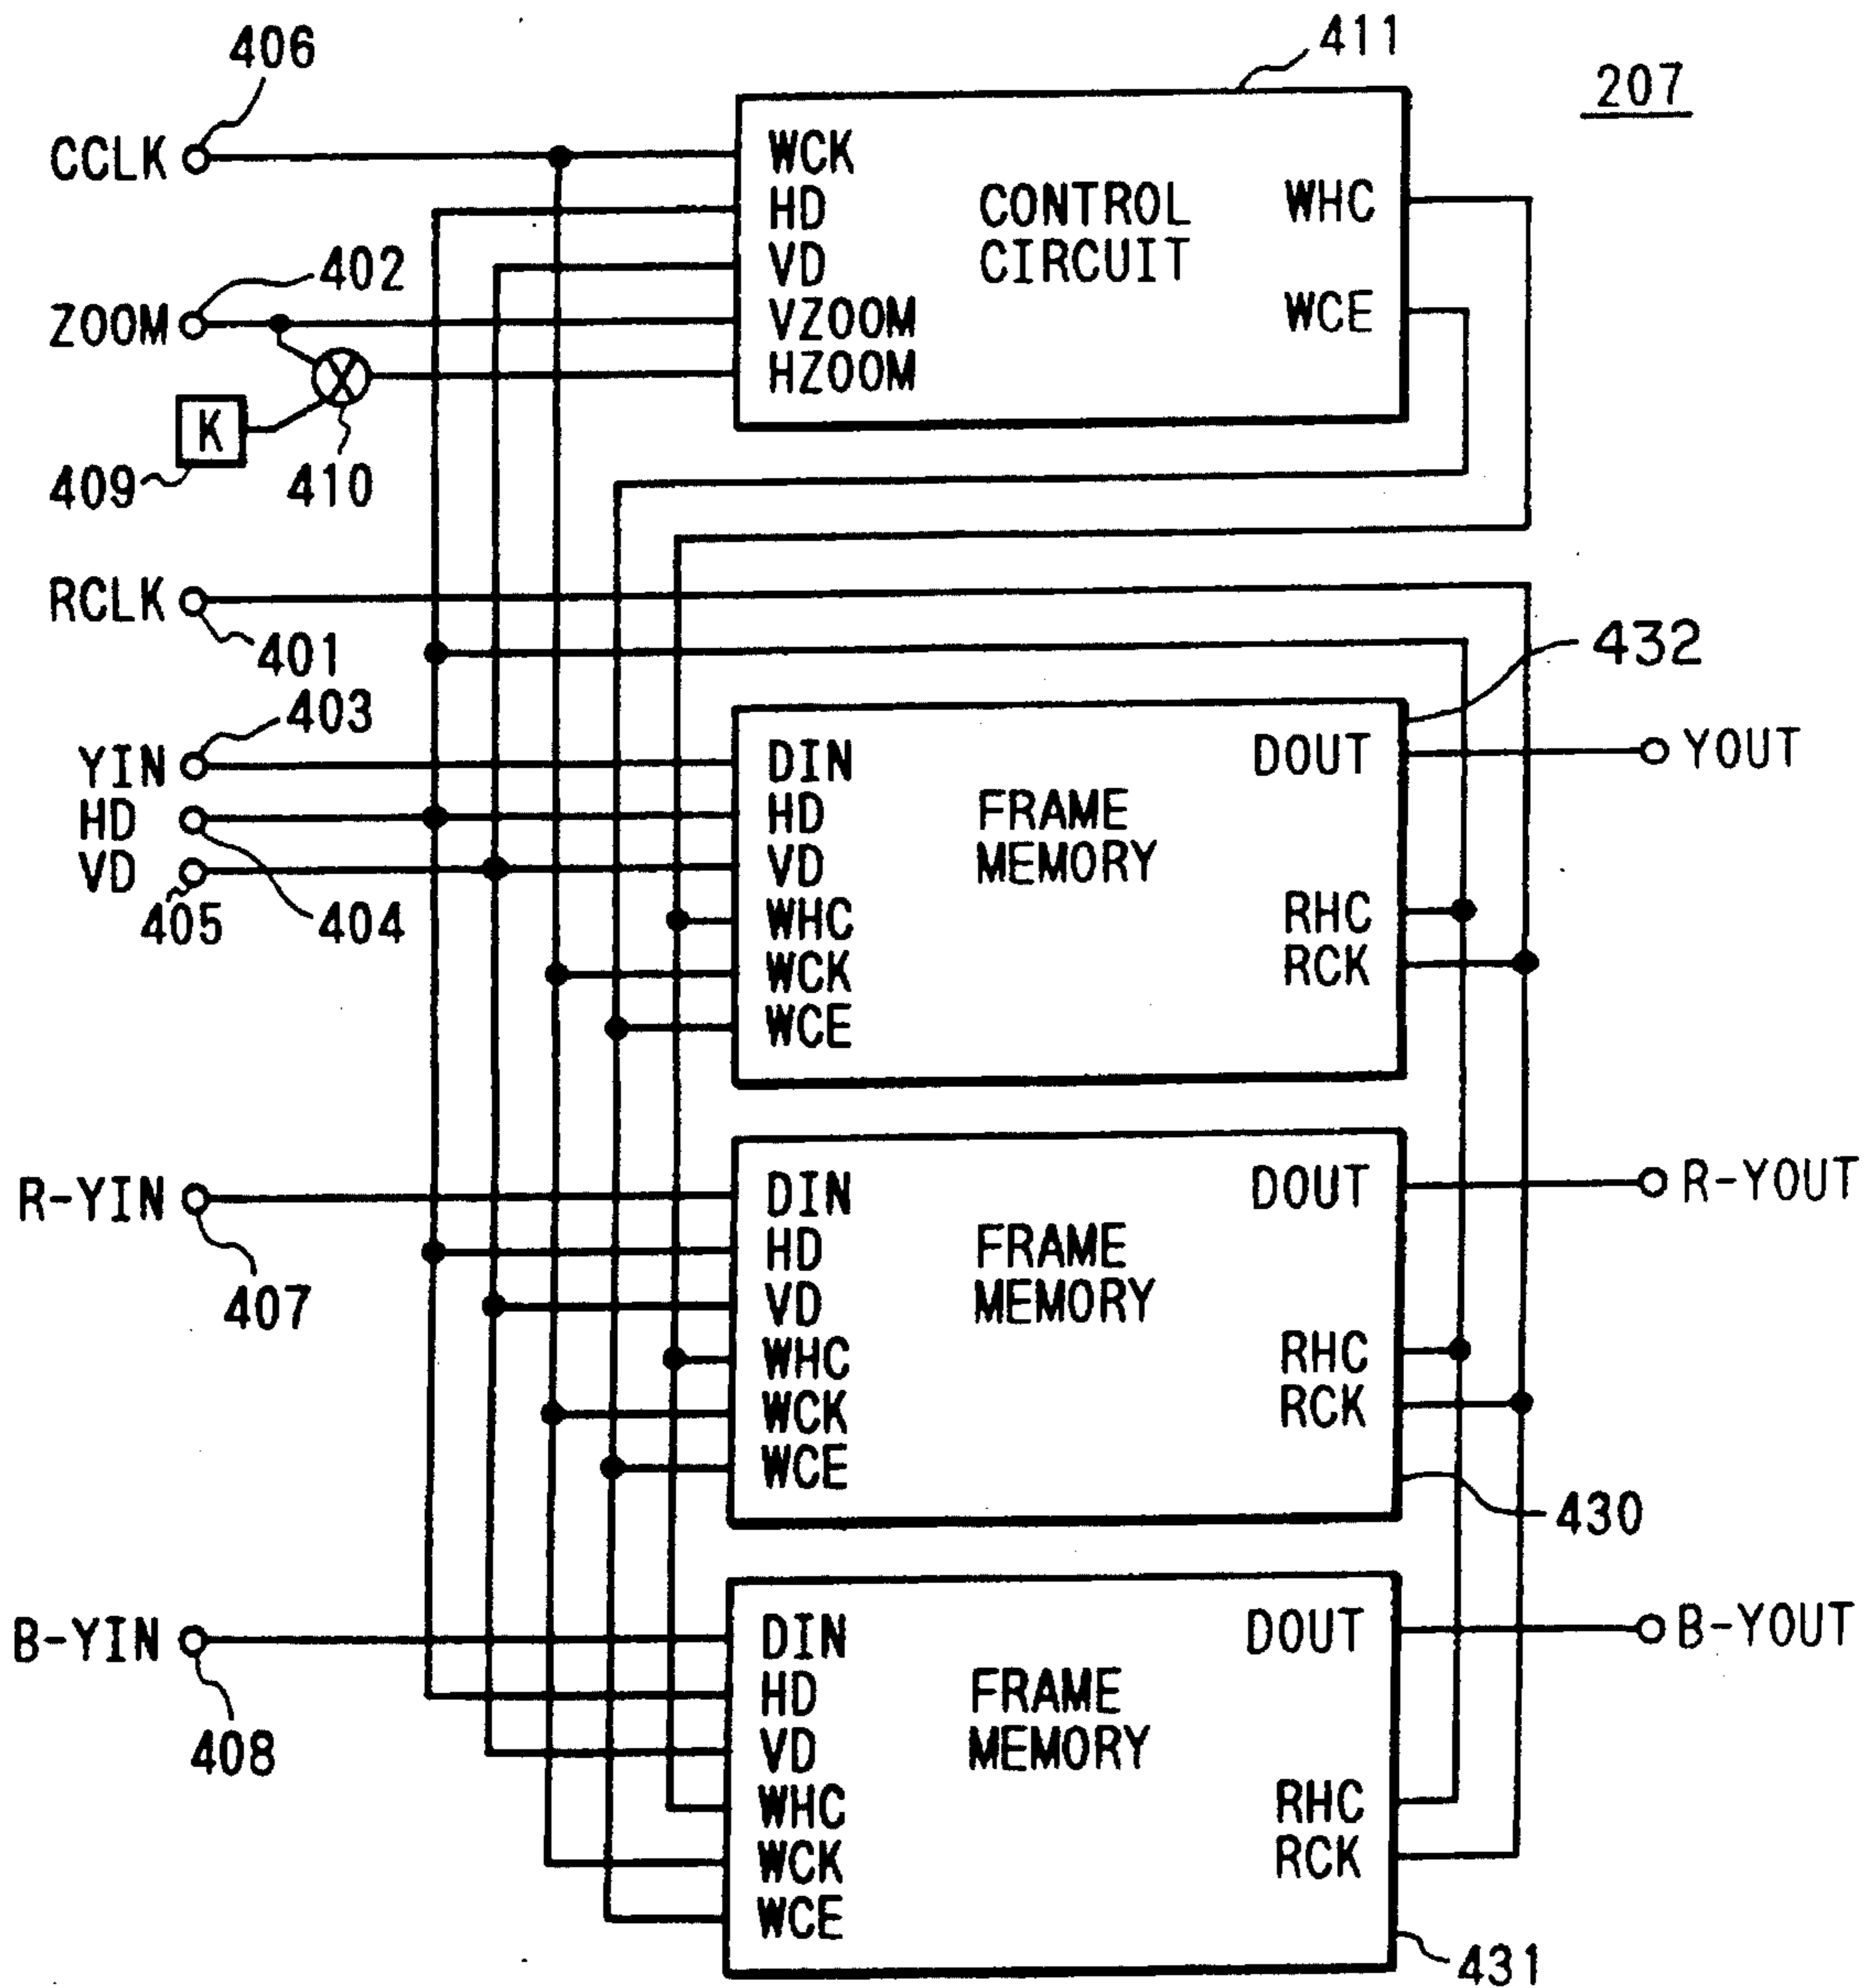 406
411
207
CCLK
WCK
HD
VD
VZOOM
HZOOM
CONTROL
CIRCUIT
WHC
WCE
402
ZOOM
K
409
410
RCLK
401
432
403
YIN
HD
VD
405
404
DIN
HD
VD
WHC
WCK
WCE
FRAME
MEMORY
DOUT
RHC
RCK
YOUT
R-YIN
407
DIN
HD
VD
WHC
WCK
WCE
FRAME
MEMORY
DOUT
RHC
RCK
R-YOUT
430
B-YIN
408
DIN
HD
VD
WHC
WCK
WCE
FRAME
MEMORY
DOUT
RHC
RCK
B-YOUT
431